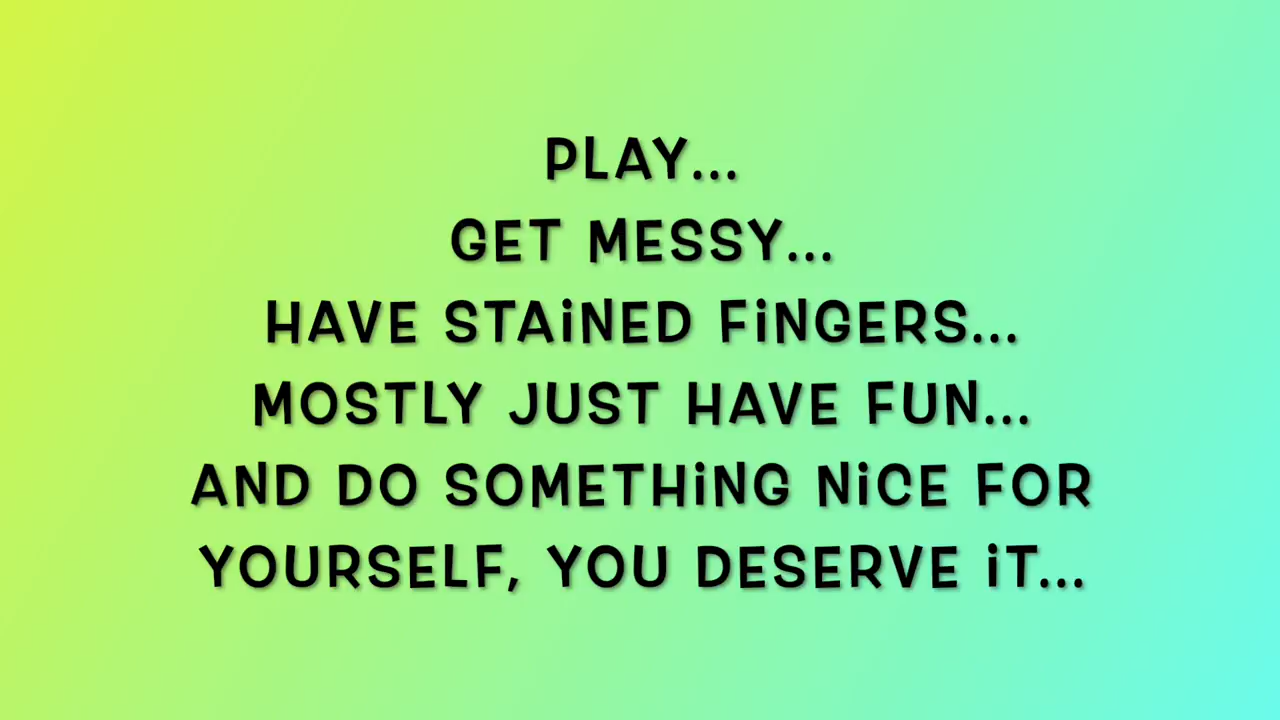 PLAY...
GET MESSY...
HAVE STAiNED FiNGERS...
MOSTLY JUST HAVE FUN...
AND DO SOMETHiNG NiCE FOR
YOURSELF, YOU DESERVE iT...